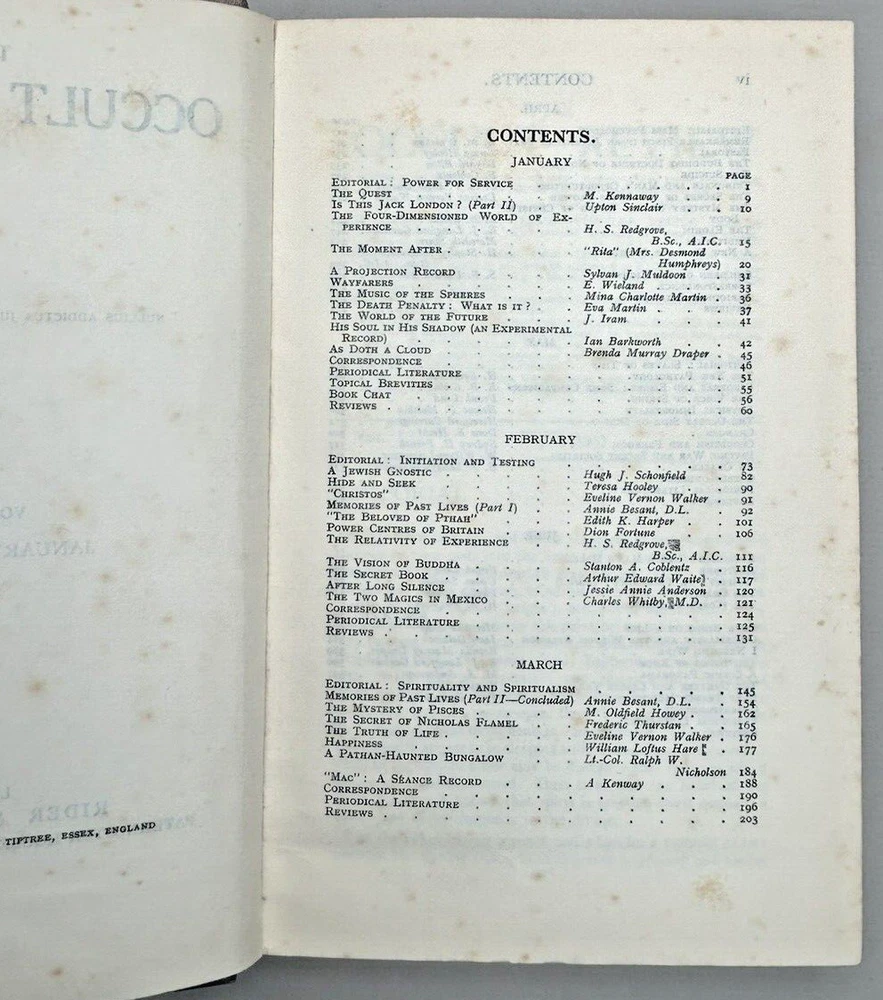 OCCULT
JANUAR
RIDER
TIPTREE, ESSEX, ENGLAND
iv
CONTENTS.
APRIL
CONTENTS.
JANUARY
PAGE
Editorial: Power for Service . . . . . 1
The Quest . . . . . M. Kennaway . . 9
Is This Jack London? (Part II) . Upton Sinclair . . 10
The Four-Dimensioned World of Ex-
perience . . . . . H. S. Redgrove,
B.Sc., A.I.C. 15
The Moment After . . . . "Rita" (Mrs. Desmond
Humphreys) 20
A Projection Record . . . Sylvan J. Muldoon . 31
Wayfarers . . . . . E. Wieland . . 33
The Music of the Spheres . . . Mina Charlotte Martin . 36
The Death Penalty: What is it? . Eva Martin . . . 37
The World of the Future . . . J. Iram . . . 41
His Soul in His Shadow (an Experimental
Record) . . . . . Ian Barkworth . . 42
As Doth a Cloud . . . . Brenda Murray Draper . 45
Correspondence . . . . . 46
Periodical Literature . . . . . 51
Topical Brevities . . . . . 55
Book Chat . . . . . 56
Reviews . . . . . 60
FEBRUARY
Editorial: Initiation and Testing . . . . . 73
A Jewish Gnostic . . . . Hugh J. Schonfield . 82
Hide and Seek . . . . Teresa Hooley . . 90
"Christos" . . . . . Eveline Vernon Walker . 91
Memories of Past Lives (Part I) . Annie Besant, D.L. . 92
"The Beloved of Pthah" . . . Edith K. Harper . . 101
Power Centres of Britain . . . Dion Fortune . . 106
The Relativity of Experience . . H. S. Redgrove,
B.Sc., A.I.C. 111
The Vision of Buddha . . . . Stanton A. Coblentz . 116
The Secret Book . . . . Arthur Edward Waite . 117
After Long Silence . . . . Jessie Annie Anderson . 120
The Two Magics in Mexico . . . Charles Whitby, M.D. . 121
Correspondence . . . . . 124
Periodical Literature . . . . . 125
Reviews . . . . . 131
MARCH
Editorial: Spirituality and Spiritualism . . . . . 145
Memories of Past Lives (Part II—Concluded) Annie Besant, D.L. . 154
The Mystery of Pisces . . . . M. Oldfield Howey . . 162
The Secret of Nicholas Flamel . . Frederic Thurstan . . 165
The Truth of Life . . . . Eveline Vernon Walker . 176
Happiness . . . . . William Loftus Hare . 177
A Pathan-Haunted Bungalow . . . Lt.-Col. Ralph W.
Nicholson 184
"Mac": A Séance Record . . . A Kenway . . . 188
Correspondence . . . . . 190
Periodical Literature . . . . . 196
Reviews . . . . . 203